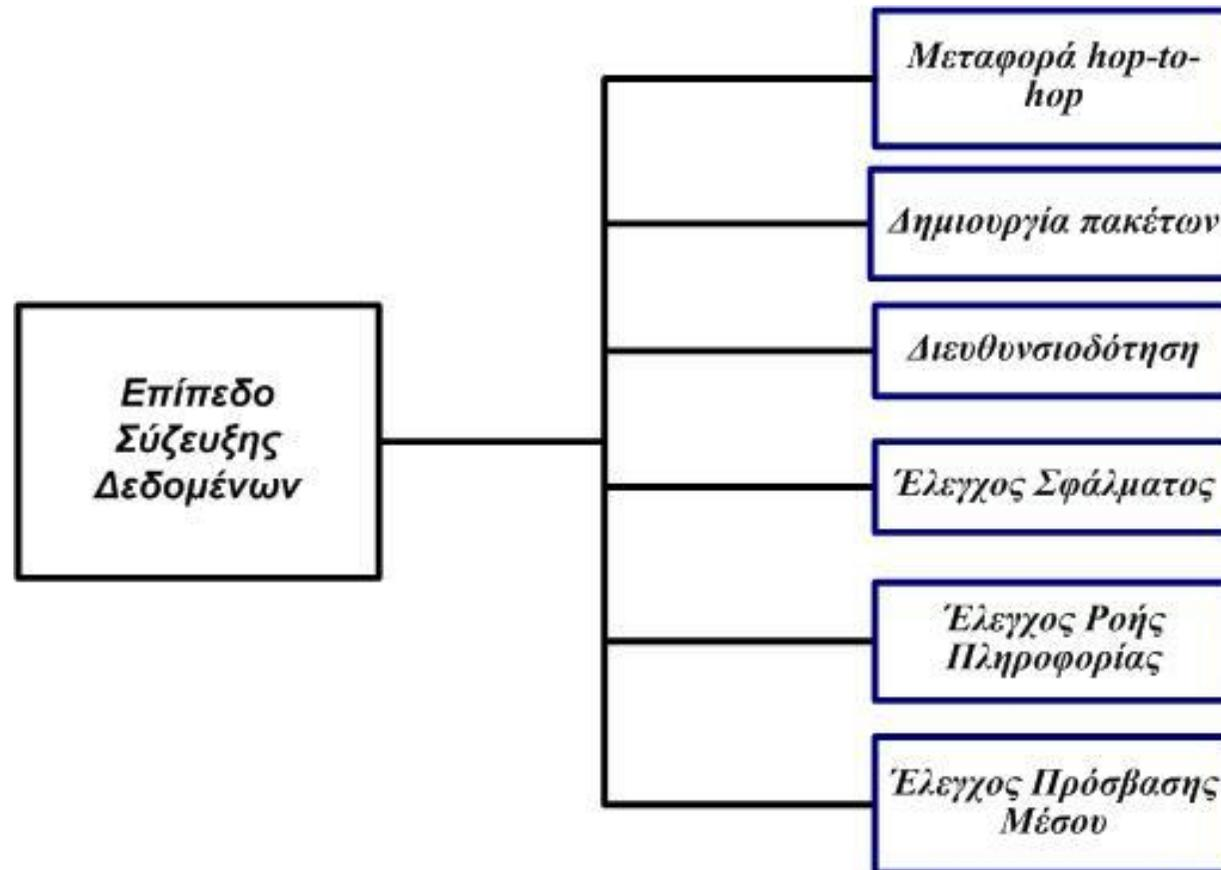 Επίπεδο
Σύζευξης
Δεδομένων
Μεταφορά hop-to-
hop
Δημιουργία πακέτων
Διευθυνσιοδότηση
Έλεγχος Σφάλματος
Έλεγχος Ροής
Πληροφορίας
Έλεγχος Πρόσβασης
Μέσου